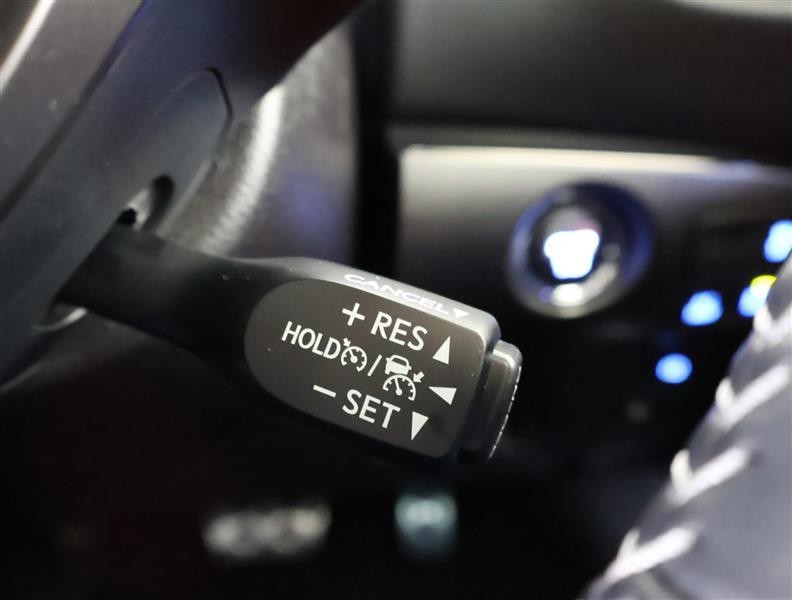 CANCEL▼
+ RES ▲
HOLD / ◀
− SET ▼